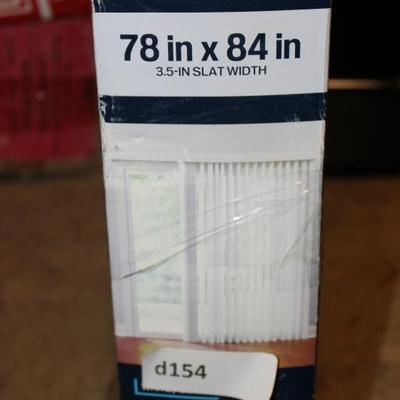 78 in x 84 in
3.5-IN SLAT WIDTH
d154